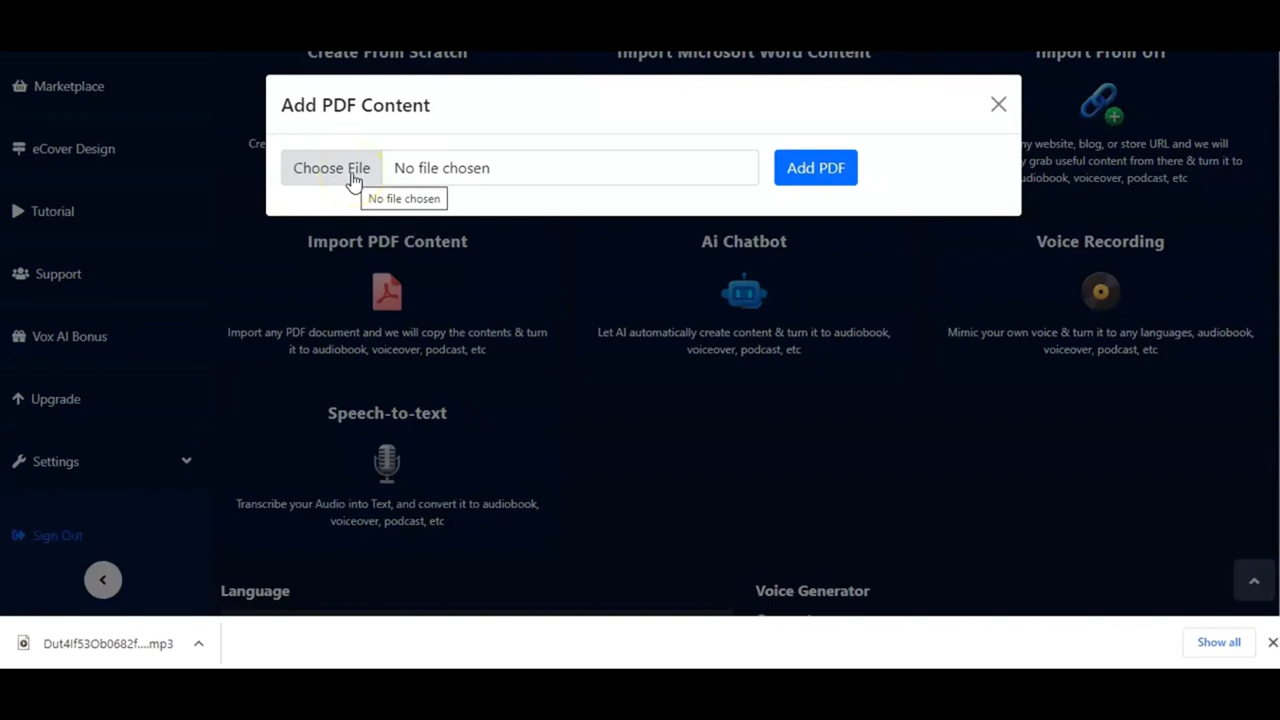 Create From Scratch
Import Microsoft Word Content
Marketplace
Add PDF Content
eCover Design
Choose File
No file chosen
Add PDF
No file chosen
ny website, blog, or store URL and we will
y grab useful content from there & turn it to
udiobook, voiceover, podcast, etc
Tutorial
Support
Vox AI Bonus
Upgrade
Settings
Sign Out
Import PDF Content
Import any PDF document and we will copy the contents & turn
it to audiobook, voiceover, podcast, etc
Ai Chatbot
Let AI automatically create content & turn it to audiobook,
voiceover, podcast, etc
Voice Recording
Mimic your own voice & turn it to any languages, audiobook,
voiceover, podcast, etc
Speech-to-text
Transcribe your Audio into Text, and convert it to audiobook,
voiceover, podcast, etc
Language
Voice Generator
Dut4If53Ob0682f....mp3
Show all